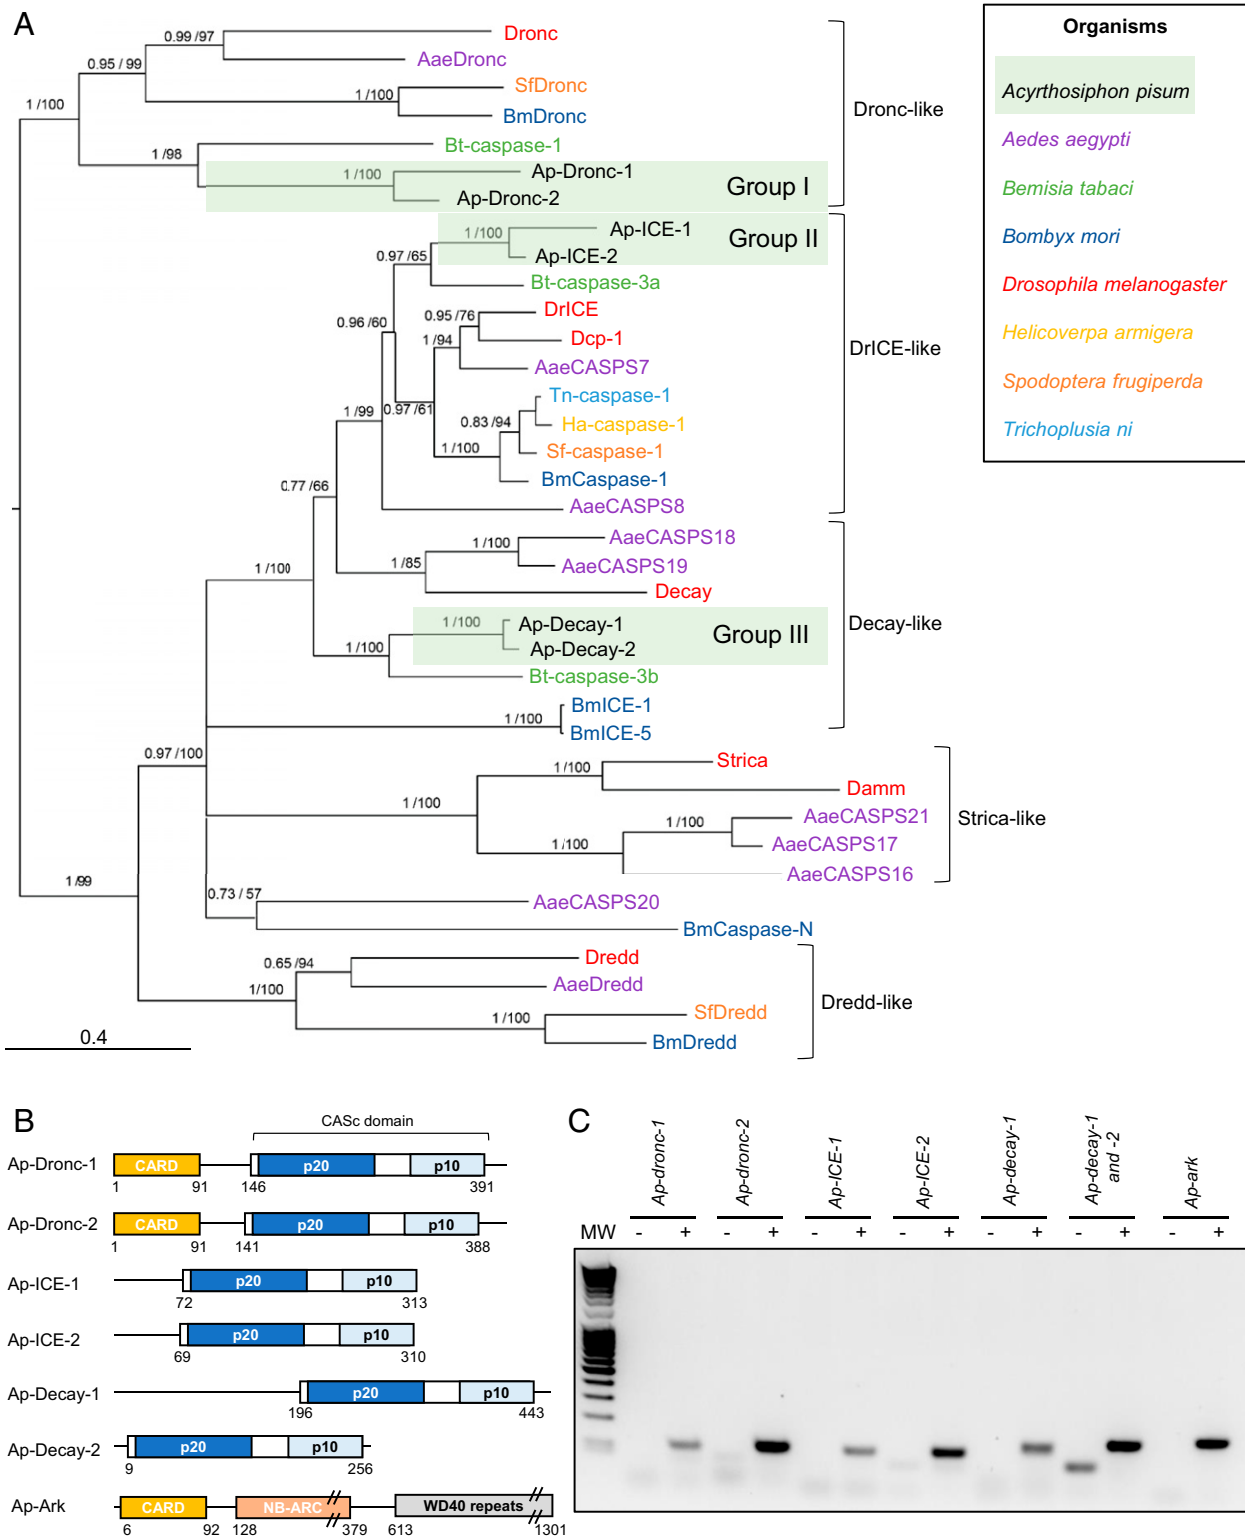 A
0.99 /97
Dronc
0.95 / 99
AaeDronc
SfDronc
1 /100
1 /100
BmDronc
Dronc-like
Bt-caspase-1
1 /98
1 /100
Ap-Dronc-1
Ap-Dronc-2
Group I
1 /100
Ap-ICE-1
Ap-ICE-2
Group II
0.97 /65
Bt-caspase-3a
0.96 / 60
0.95 / 76
DrICE
1 /94
Dcp-1
DrICE-like
AaeCASPS7
0.97 /61
Tn-caspase-1
1 /99
0.83 / 94
Ha-caspase-1
1 /100
Sf-caspase-1
BmCaspase-1
0.77 /66
AaeCASPS8
1 /100
AaeCASPS18
1 /85
AaeCASPS19
1 /100
Decay
1 /100
Ap-Decay-1
Ap-Decay-2
Group III
Decay-like
1 /100
Bt-caspase-3b
BmICE-1
1 /100
BmICE-5
0.97 /100
1 /100
Strica
Damm
1 /100
1 /100
AaeCASPS21
Strica-like
1 /100
AaeCASPS17
AaeCASPS16
1 /99
0.73 / 57
AaeCASPS20
BmCaspase-N
0.65 /94
Dredd
1/100
AaeDredd
Dredd-like
1 /100
SfDredd
BmDredd
0.4
Organisms
Acyrthosiphon pisum
Aedes aegypti
Bemisia tabaci
Bombyx mori
Drosophila melanogaster
Helicoverpa armigera
Spodoptera frugiperda
Trichoplusia ni
B
CASc domain
Ap-Dronc-1 CARD p20 p10
1 91 146 391
Ap-Dronc-2 CARD p20 p10
1 91 141 388
Ap-ICE-1 p20 p10
72 313
Ap-ICE-2 p20 p10
69 310
Ap-Decay-1 p20 p10
196 443
Ap-Decay-2 p20 p10
9 256
Ap-Ark CARD NB-ARC WD40 repeats
6 92 128 379 613 1301
C
Ap-dronc-1
Ap-dronc-2
Ap-ICE-1
Ap-ICE-2
Ap-decay-1
Ap-decay-1
and -2
Ap-ark
MW - + - + - + - + - + - + - +